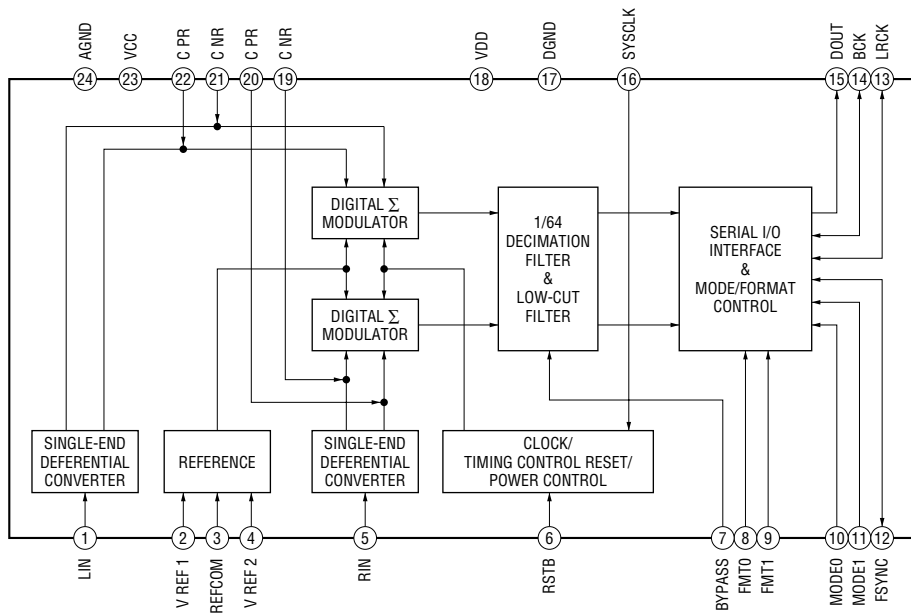 AGND
VCC
C PR
C NR
C PR
C NR
VDD
DGND
SYSCLK
DOUT
BCK
LRCK
24
23
22
21
20
19
18
17
16
15
14
13
DIGITAL Σ
MODULATOR
1/64
DECIMATION
FILTER
&
LOW-CUT
FILTER
SERIAL I/O
INTERFACE
&
MODE/FORMAT
CONTROL
DIGITAL Σ
MODULATOR
SINGLE-END
DEFERENTIAL
CONVERTER
REFERENCE
SINGLE-END
DEFERENTIAL
CONVERTER
CLOCK/
TIMING CONTROL RESET/
POWER CONTROL
1
2
3
4
5
6
7
8
9
10
11
12
LIN
V REF 1
REFCOM
V REF 2
RIN
RSTB
BYPASS
FMT0
FMT1
MODE0
MODE1
FSYNC